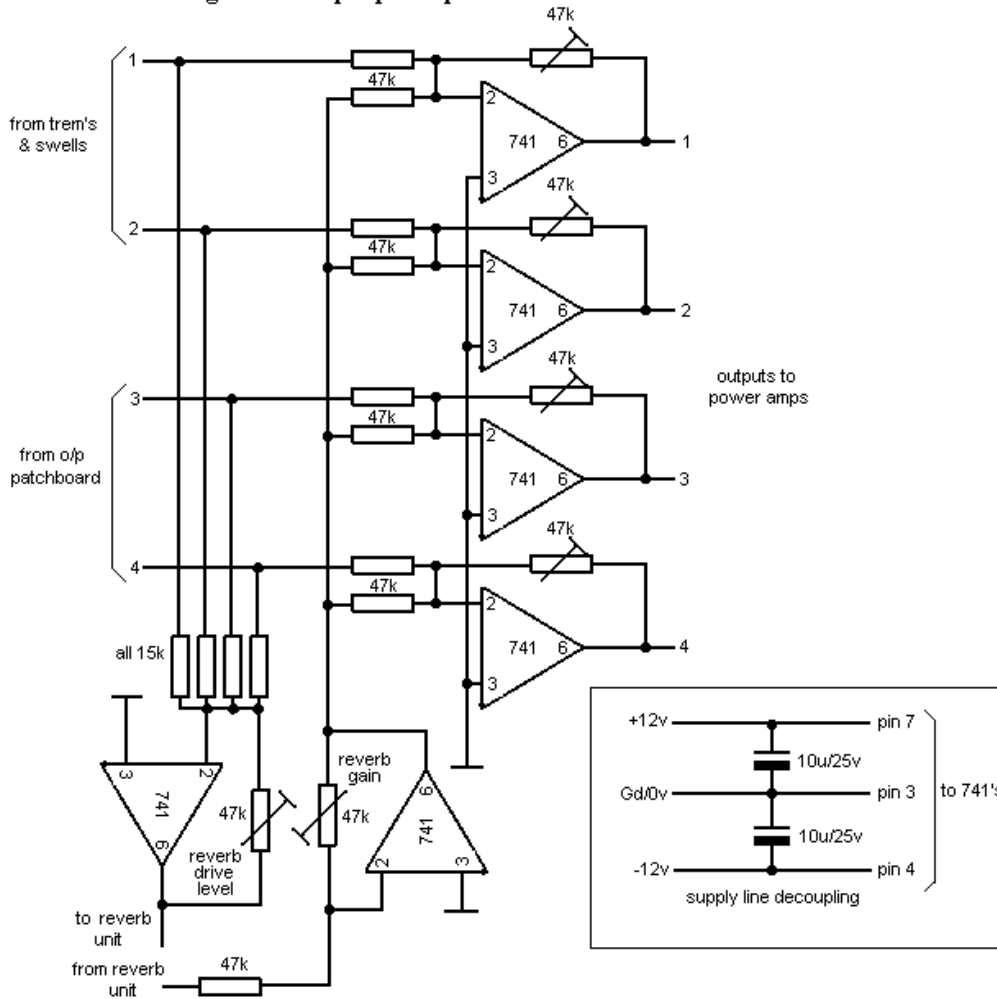 47k
1
47k
2
741
6
1
3
from trem's
& swells
47k
2
47k
2
741
6
2
3
47k
outputs to
power amps
3
47k
2
741
6
3
3
from o/p
patchboard
47k
4
47k
2
741
6
4
3
all 15k
+12v
pin 7
10u/25v
reverb
gain
3
2
741
6
47k
47k
6
741
2
3
Gd/0v
pin 3
to 741's
10u/25v
reverb
drive
level
-12v
pin 4
supply line decoupling
to reverb
unit
from reverb
unit
47k